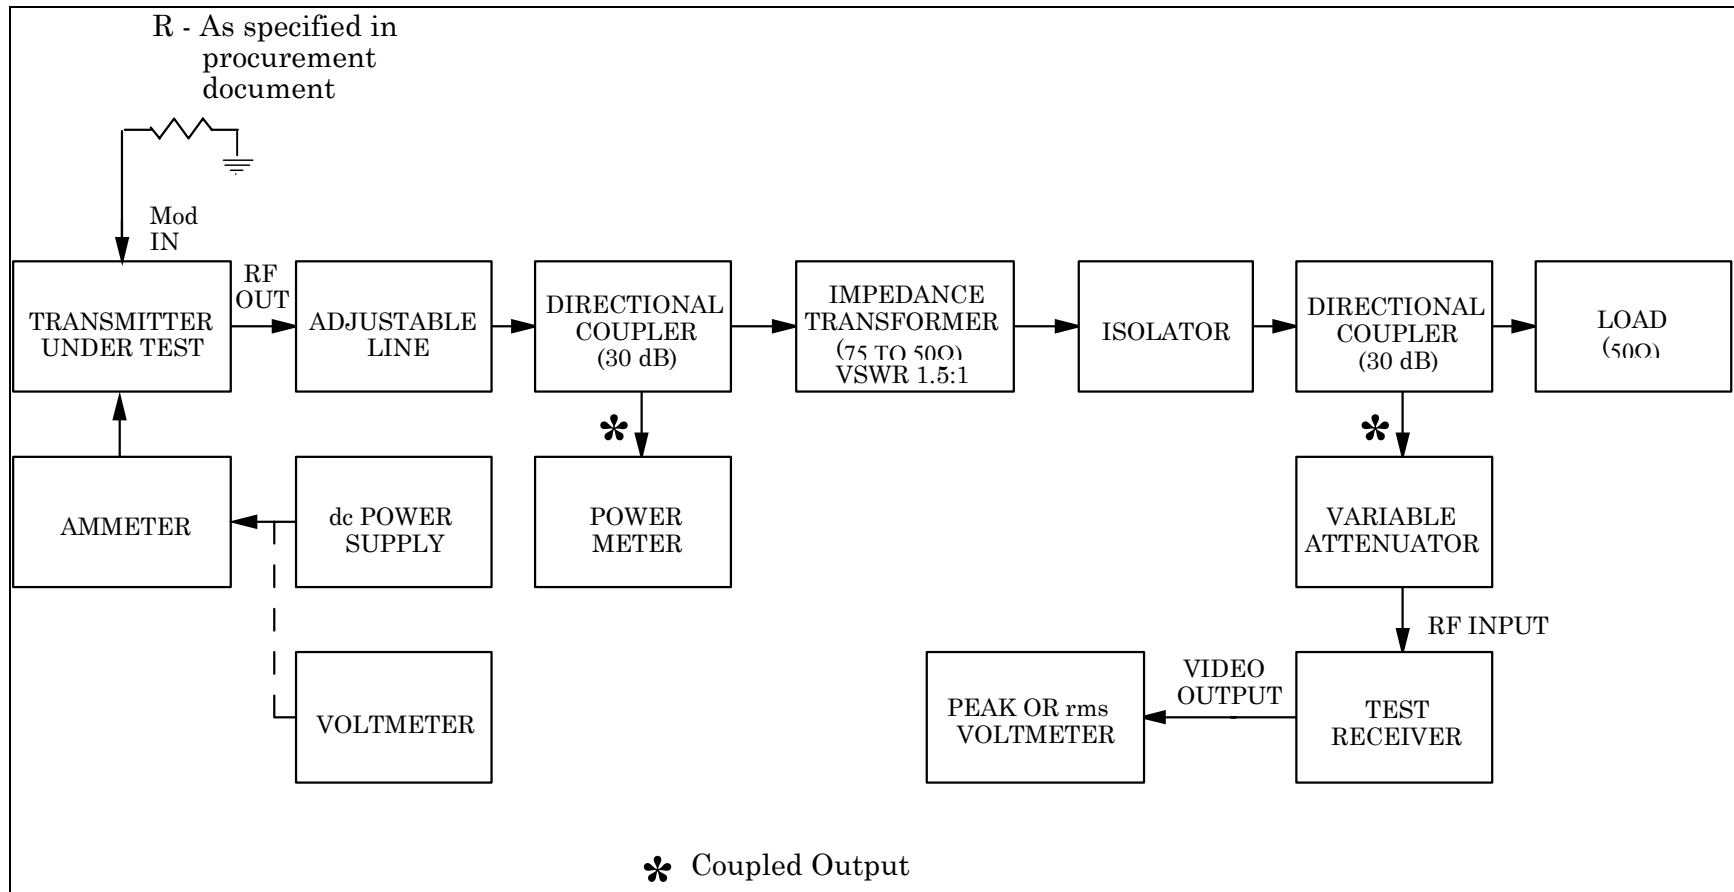 R - As specified in
procurement
document
Mod
IN
RF
OUT
TRANSMITTER
UNDER TEST
ADJUSTABLE
LINE
DIRECTIONAL
COUPLER
(30 dB)
IMPEDANCE
TRANSFORMER
(75 TO 50Ω)
VSWR 1.5:1
ISOLATOR
DIRECTIONAL
COUPLER
(30 dB)
LOAD
(50Ω)
*
*
AMMETER
dc POWER
SUPPLY
POWER
METER
VARIABLE
ATTENUATOR
RF INPUT
VOLTMETER
PEAK OR rms
VOLTMETER
VIDEO
OUTPUT
TEST
RECEIVER
* Coupled Output